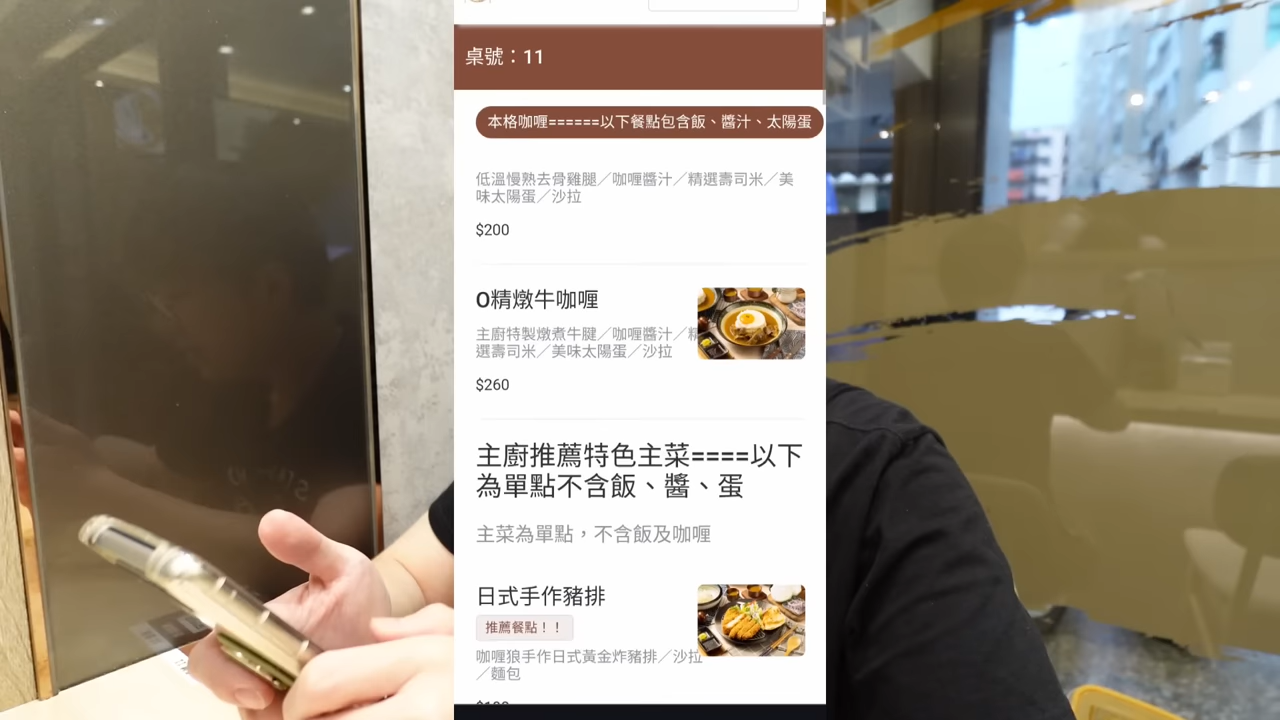 桌號：11
本格咖喱======以下餐點包含飯、醬汁、太陽蛋
低溫慢熟去骨雞腿／咖喱醬汁／精選壽司米／美
味太陽蛋／沙拉
$200
O精燉牛咖喱
主廚特製燉煮牛腱／咖喱醬汁／精
選壽司米／美味太陽蛋／沙拉
$260
主廚推薦特色主菜====以下
為單點不含飯、醬、蛋
主菜為單點，不含飯及咖喱
日式手作豬排
推薦餐點！！
咖喱狼手作日式黃金炸豬排／沙拉
／麵包